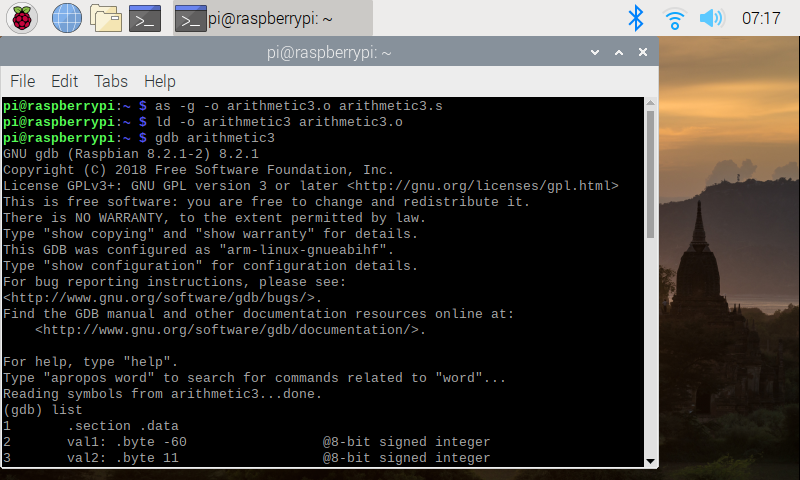 pi@raspberrypi: ~
07:17
pi@raspberrypi: ~
File Edit Tabs Help
pi@raspberrypi:~ $ as -g -o arithmetic3.o arithmetic3.s
pi@raspberrypi:~ $ ld -o arithmetic3 arithmetic3.o
pi@raspberrypi:~ $ gdb arithmetic3
GNU gdb (Raspbian 8.2.1-2) 8.2.1
Copyright (C) 2018 Free Software Foundation, Inc.
License GPLv3+: GNU GPL version 3 or later <http://gnu.org/licenses/gpl.html>
This is free software: you are free to change and redistribute it.
There is NO WARRANTY, to the extent permitted by law.
Type "show copying" and "show warranty" for details.
This GDB was configured as "arm-linux-gnueabihf".
Type "show configuration" for configuration details.
For bug reporting instructions, please see:
<http://www.gnu.org/software/gdb/bugs/>.
Find the GDB manual and other documentation resources online at:
    <http://www.gnu.org/software/gdb/documentation/>.
For help, type "help".
Type "apropos word" to search for commands related to "word"...
Reading symbols from arithmetic3...done.
(gdb) list
1       .section .data
2       val1: .byte -60                 @8-bit signed integer
3       val2: .byte 11                  @8-bit signed integer